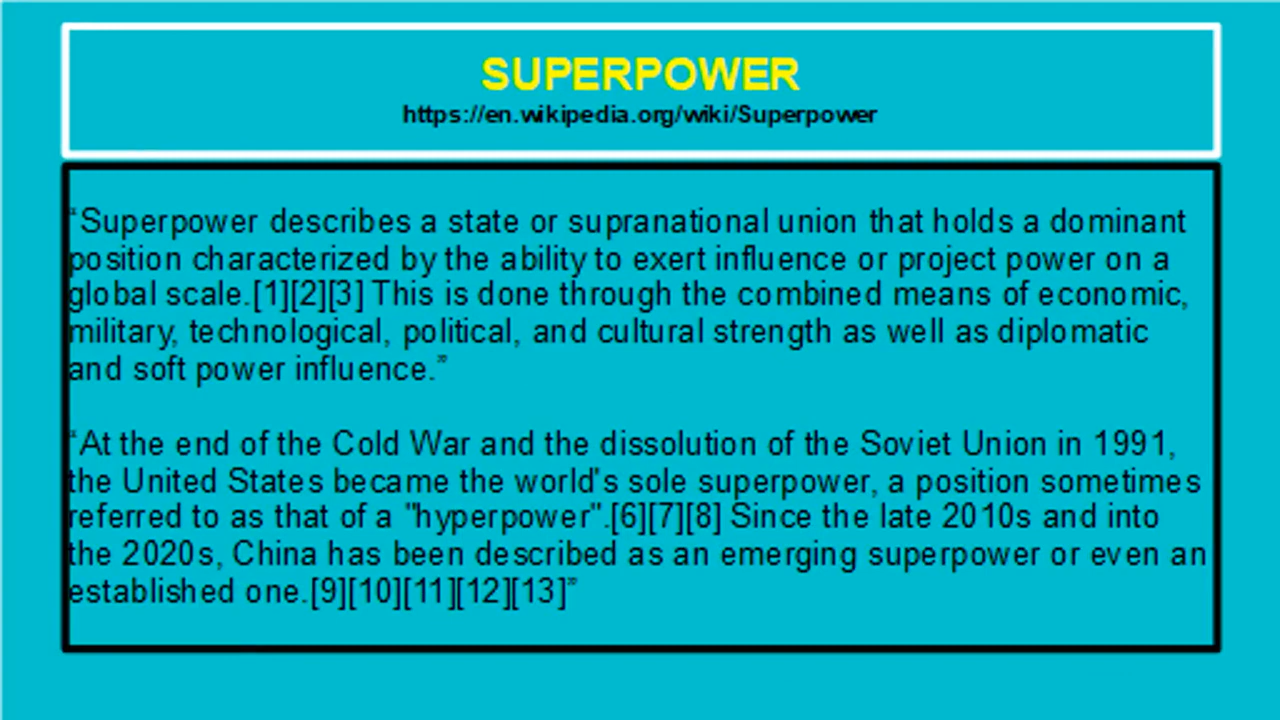 SUPERPOWER
https://en.wikipedia.org/wiki/Superpower
“Superpower describes a state or supranational union that holds a dominant
position characterized by the ability to exert influence or project power on a
global scale.[1][2][3] This is done through the combined means of economic,
military, technological, political, and cultural strength as well as diplomatic
and soft power influence.”
“At the end of the Cold War and the dissolution of the Soviet Union in 1991,
the United States became the world's sole superpower, a position sometimes
referred to as that of a "hyperpower".[6][7][8] Since the late 2010s and into
the 2020s, China has been described as an emerging superpower or even an
established one.[9][10][11][12][13]”